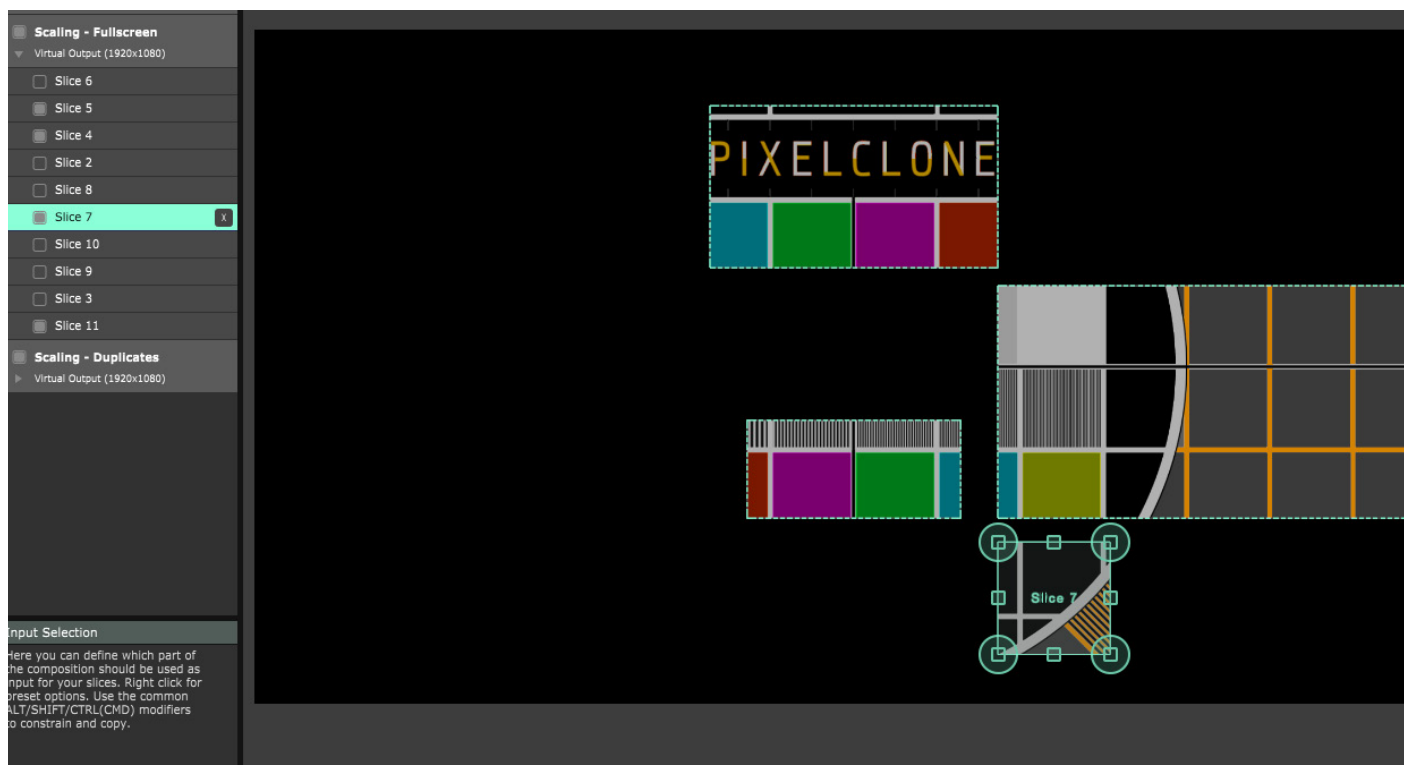 Scaling - Fullscreen
Virtual Output (1920x1080)
Slice 6
Slice 5
Slice 4
Slice 2
Slice 8
Slice 7
X
Slice 10
Slice 9
Slice 3
Slice 11
Scaling - Duplicates
Virtual Output (1920x1080)
Input Selection
Here you can define which part of
the composition should be used as
input for your slices. Right click for
preset options. Use the common
ALT/SHIFT/CTRL(CMD) modifiers
to constrain and copy.
PIXELCLONE
Slice 7